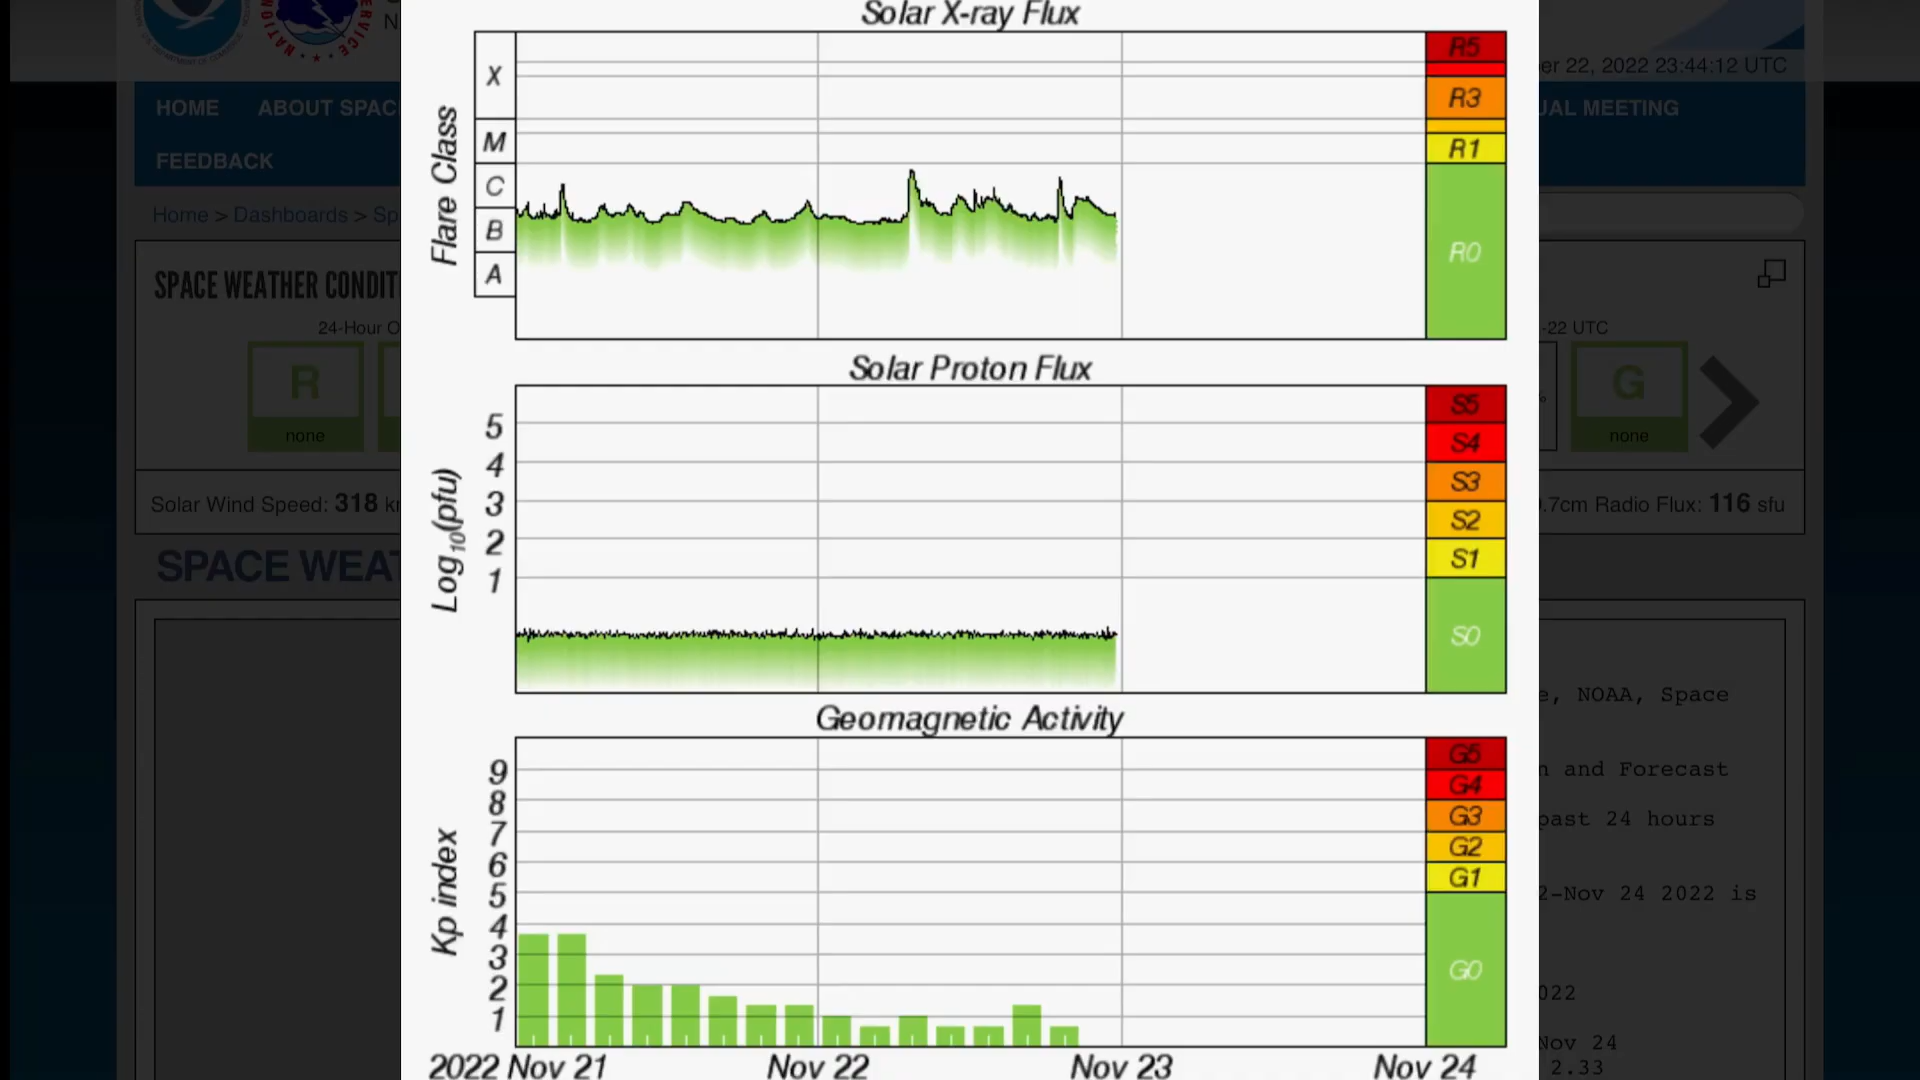 Solar X-ray Flux
Flare Class
X
M
C
B
A
R5
R3
R1
R0
Solar Proton Flux
Log10(pfu)
5
4
3
2
1
S5
S4
S3
S2
S1
S0
Geomagnetic Activity
Kp index
9
8
7
6
5
4
3
2
1
G5
G4
G3
G2
G1
G0
2022 Nov 21 Nov 22 Nov 23 Nov 24
er 22, 2022 23:44:12 UTC
HOME ABOUT SPAC
UAL MEETING
FEEDBACK
Home > Dashboards > Sp
SPACE WEATHER CONDIT
24-Hour O
-22 UTC
R
none
G
none
Solar Wind Speed: 318 k
.7cm Radio Flux: 116 sfu
SPACE WEAT
e, NOAA, Space
n and Forecast
past 24 hours
2-Nov 24 2022 is
022
Nov 24
2.33